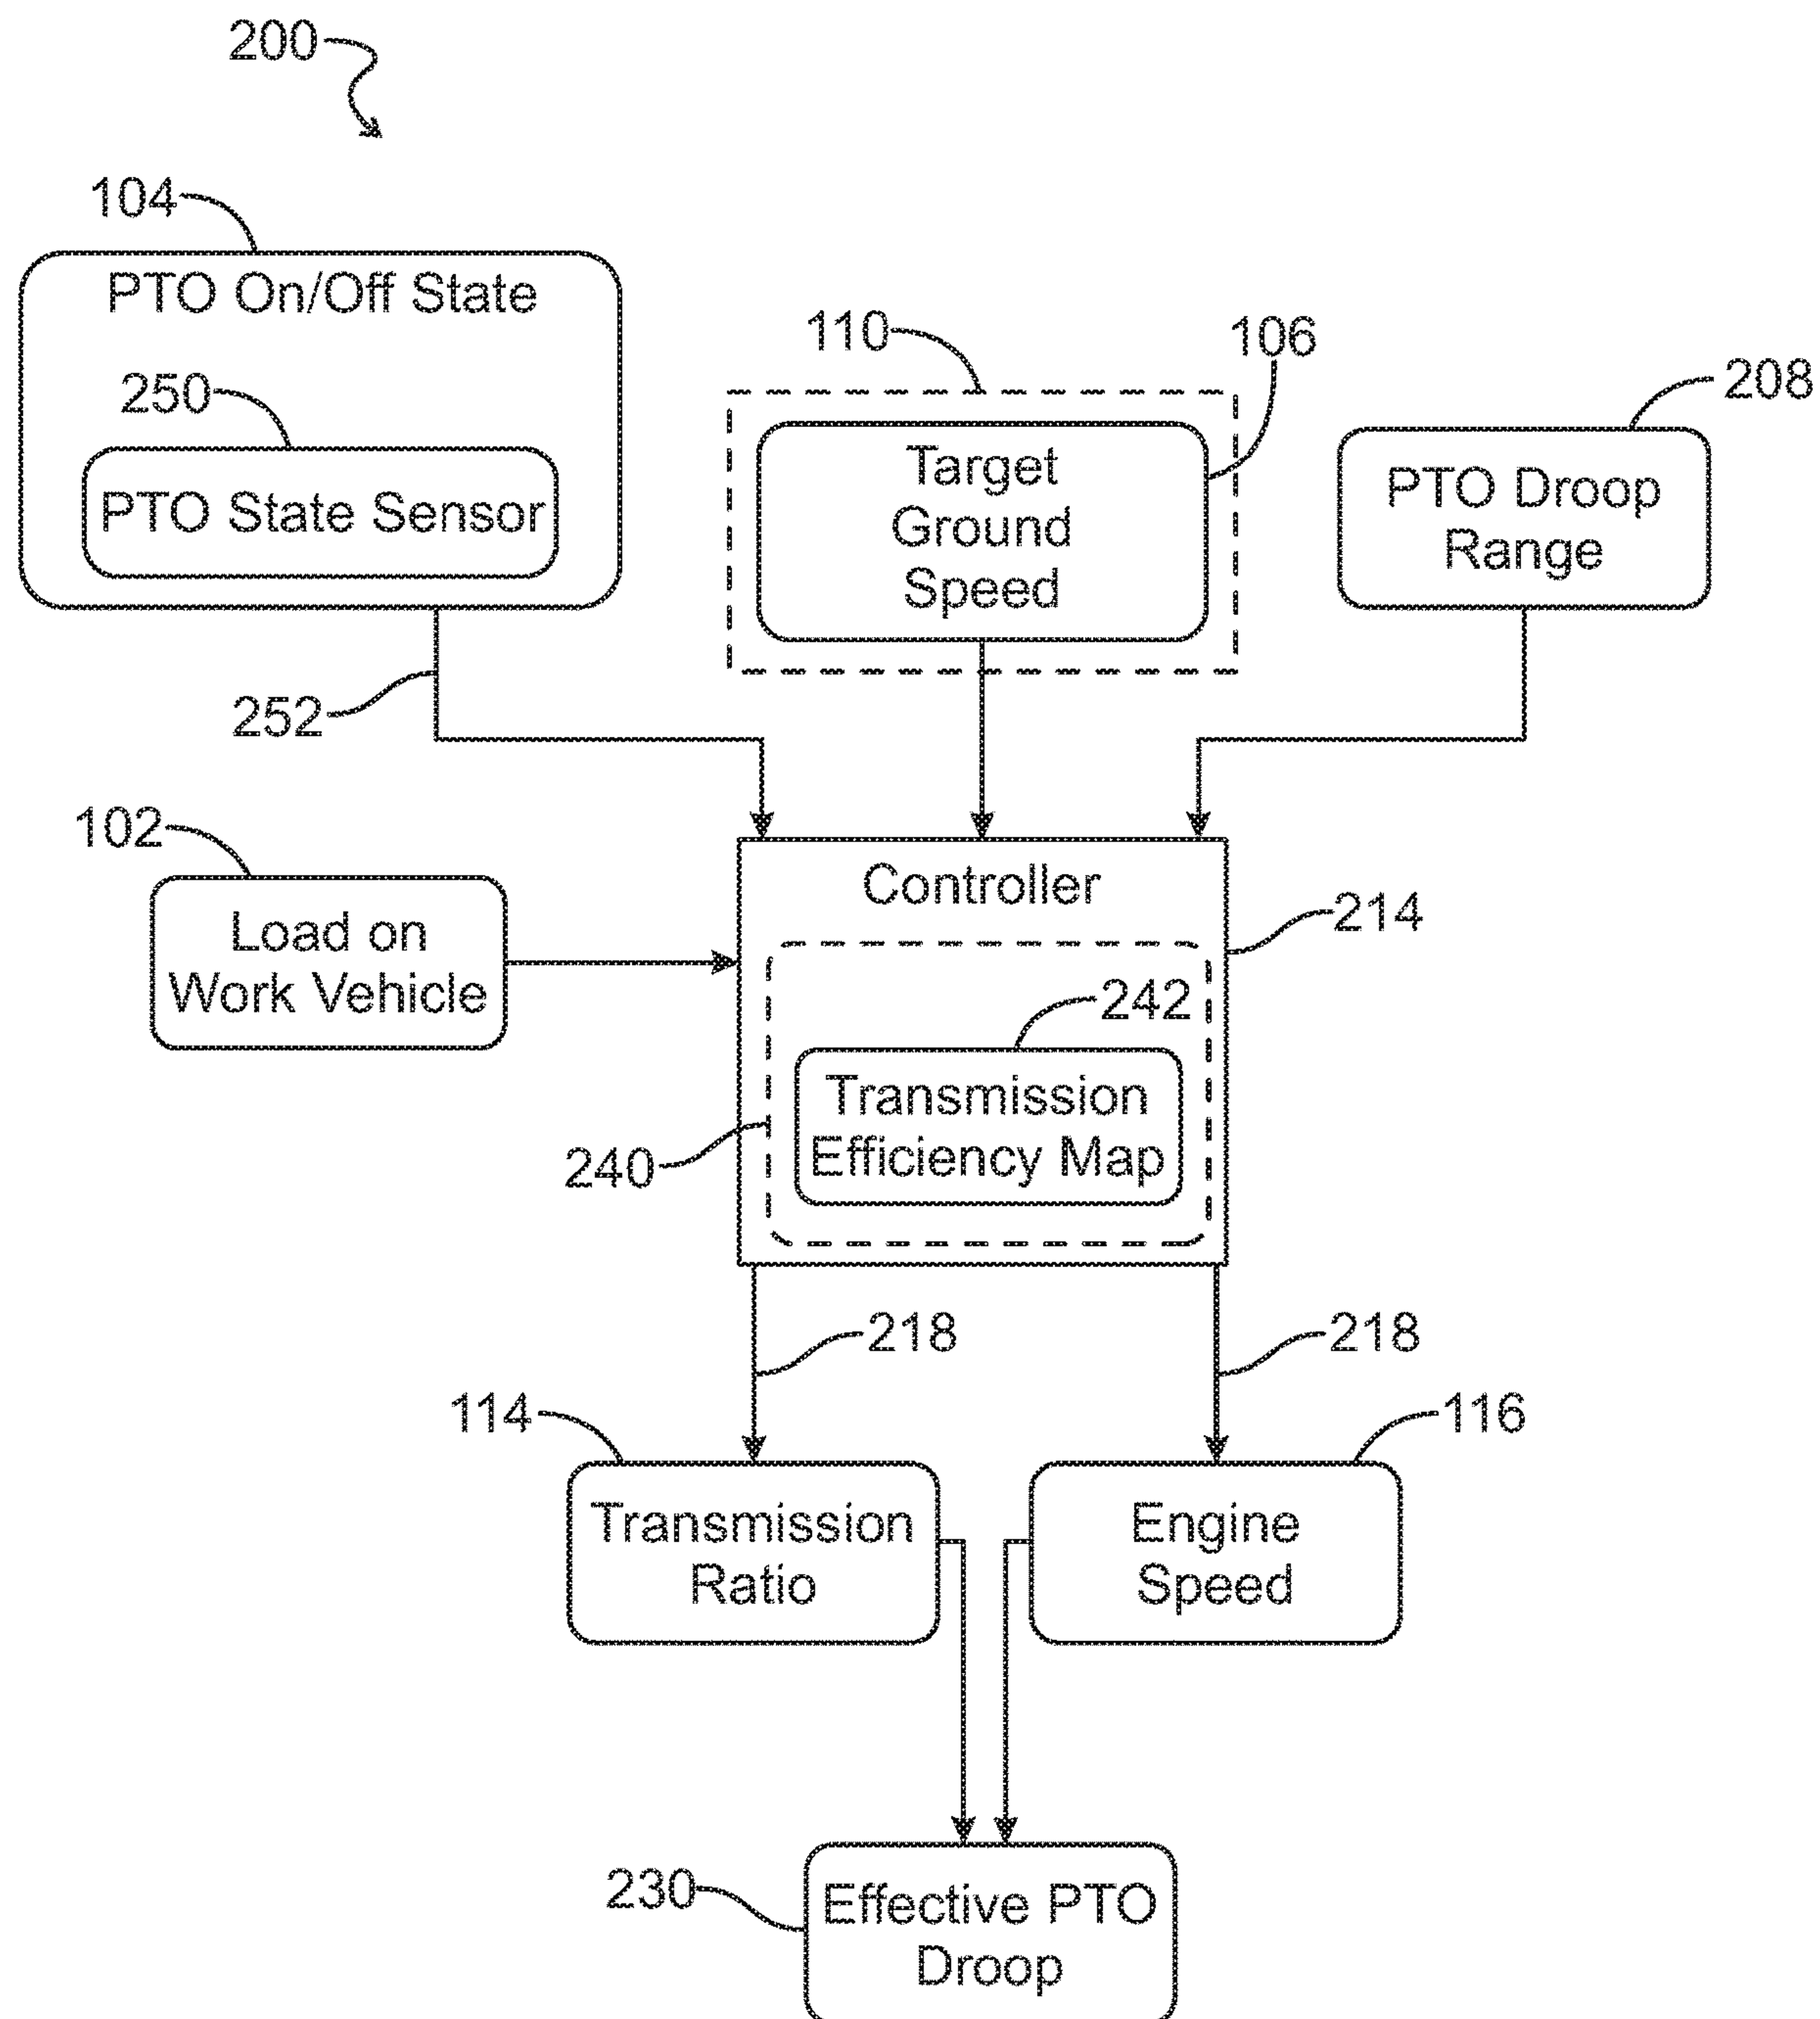 200
104
PTO On/Off State
250
PTO State Sensor
110
106
Target
Ground
Speed
208
PTO Droop
Range
252
102
Load on
Work Vehicle
Controller
214
242
Transmission
Efficiency Map
240
218
218
114
116
Transmission
Ratio
Engine
Speed
230
Effective PTO
Droop